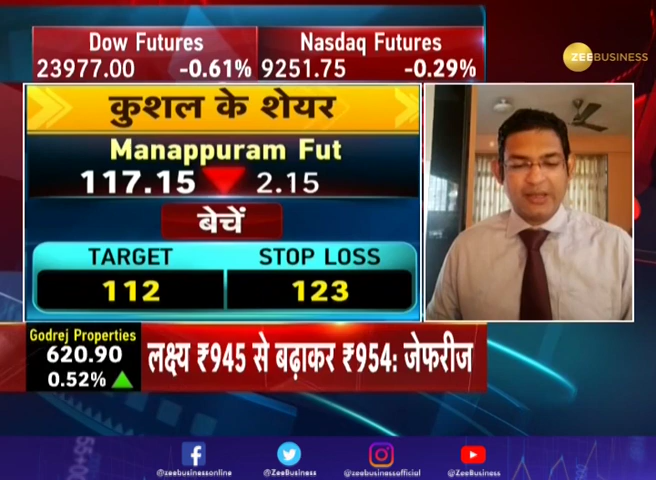 Dow Futures
23977.00 -0.61%
Nasdaq Futures
9251.75 -0.29%
ZEEBUSINESS
कुशल के शेयर
Manappuram Fut
117.15 2.15
बेचें
TARGET
112
STOP LOSS
123
Godrej Properties
620.90
0.52%
लक्ष्य ₹945 से बढ़ाकर ₹954: जेफरीज
@zeebusinessonline
@ZeeBusiness
@zeebusinessofficial
@ZeeBusiness